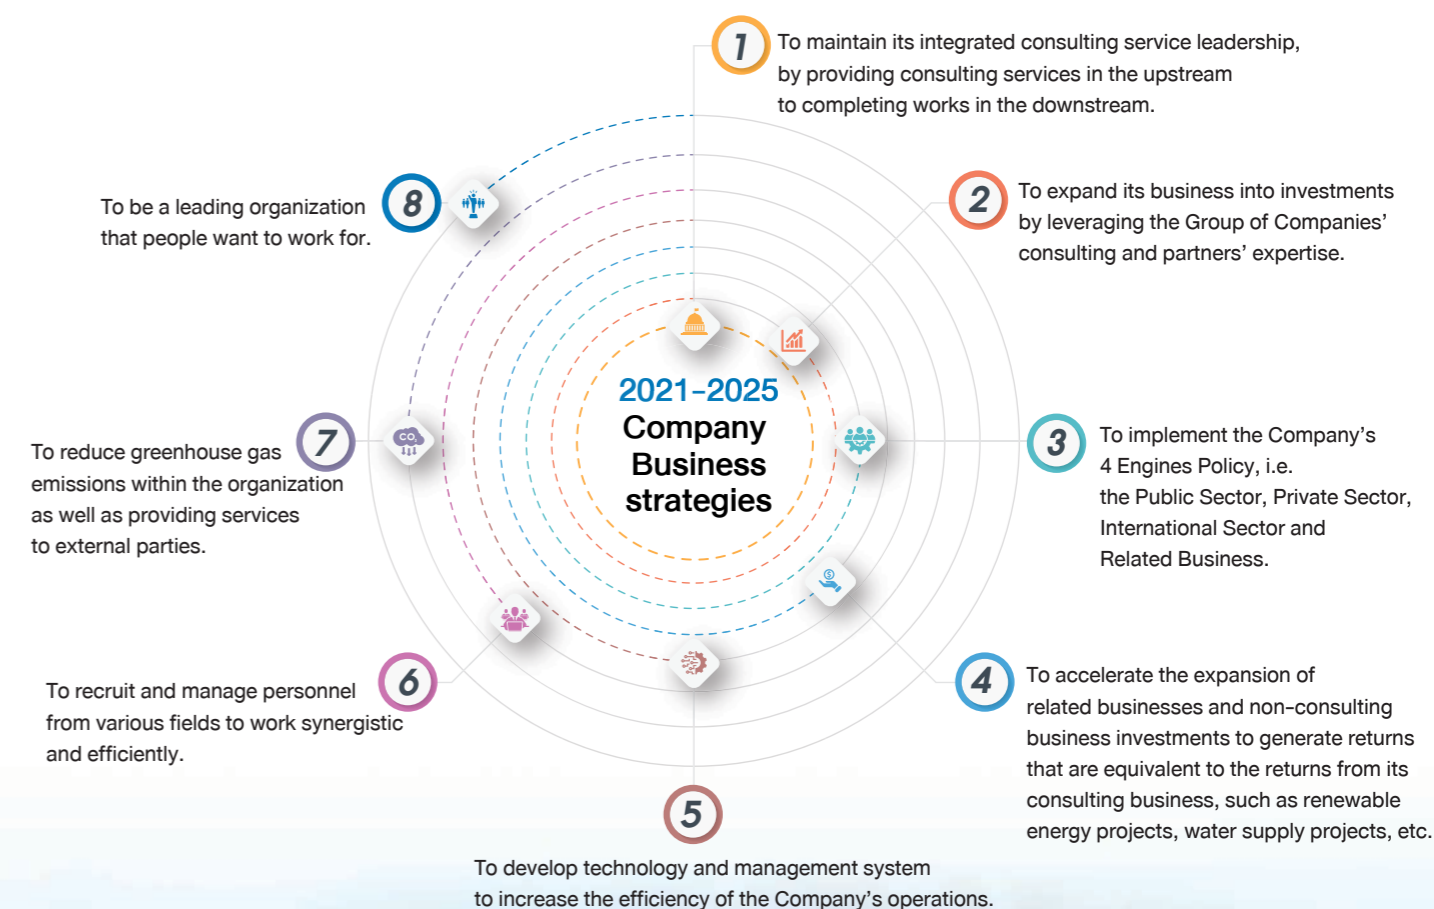 2021-2025
Company
Business
strategies
1
To maintain its integrated consulting service leadership,
by providing consulting services in the upstream
to completing works in the downstream.
2
To expand its business into investments
by leveraging the Group of Companies'
consulting and partners' expertise.
3
To implement the Company's
4 Engines Policy, i.e.
the Public Sector, Private Sector,
International Sector and
Related Business.
4
To accelerate the expansion of
related businesses and non-consulting
business investments to generate returns
that are equivalent to the returns from its
consulting business, such as renewable
energy projects, water supply projects, etc.
5
To develop technology and management system
to increase the efficiency of the Company's operations.
6
To recruit and manage personnel
from various fields to work synergistic
and efficiently.
7
To reduce greenhouse gas
emissions within the organization
as well as providing services
to external parties.
CO₂
8
To be a leading organization
that people want to work for.